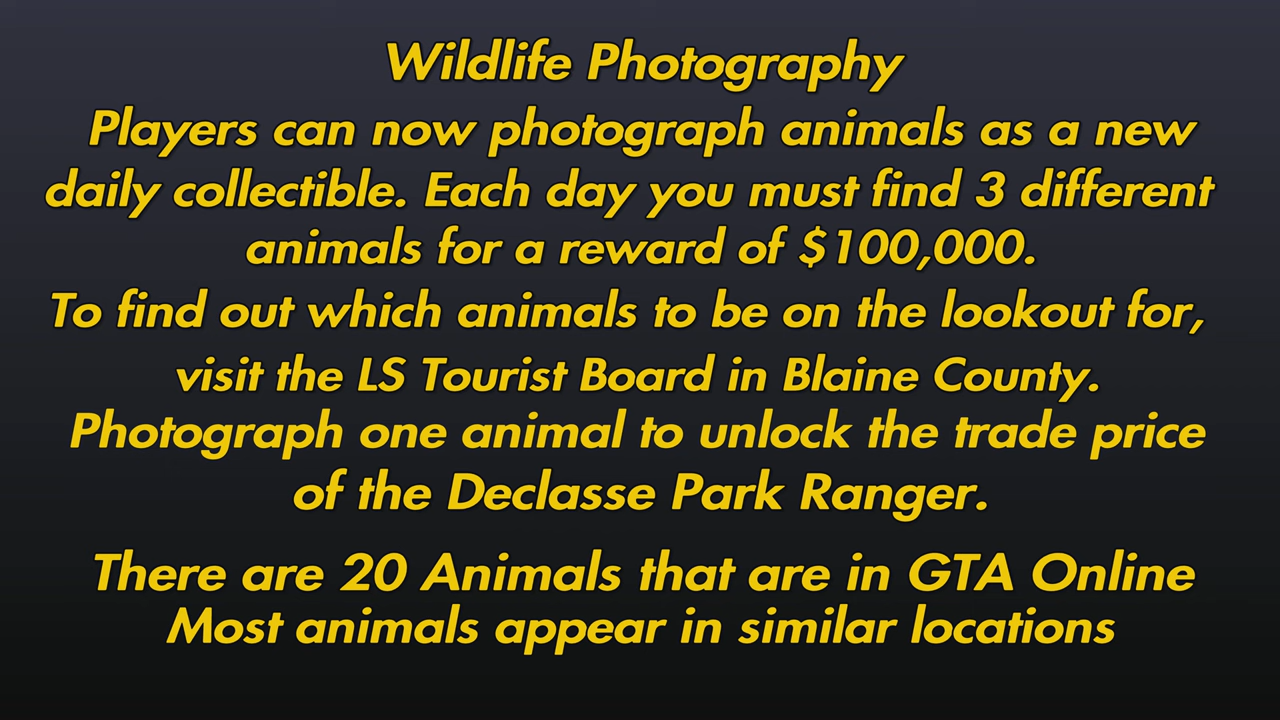 Wildlife Photography
Players can now photograph animals as a new
daily collectible. Each day you must find 3 different
animals for a reward of $100,000.
To find out which animals to be on the lookout for,
visit the LS Tourist Board in Blaine County.
Photograph one animal to unlock the trade price
of the Declasse Park Ranger.
There are 20 Animals that are in GTA Online
Most animals appear in similar locations